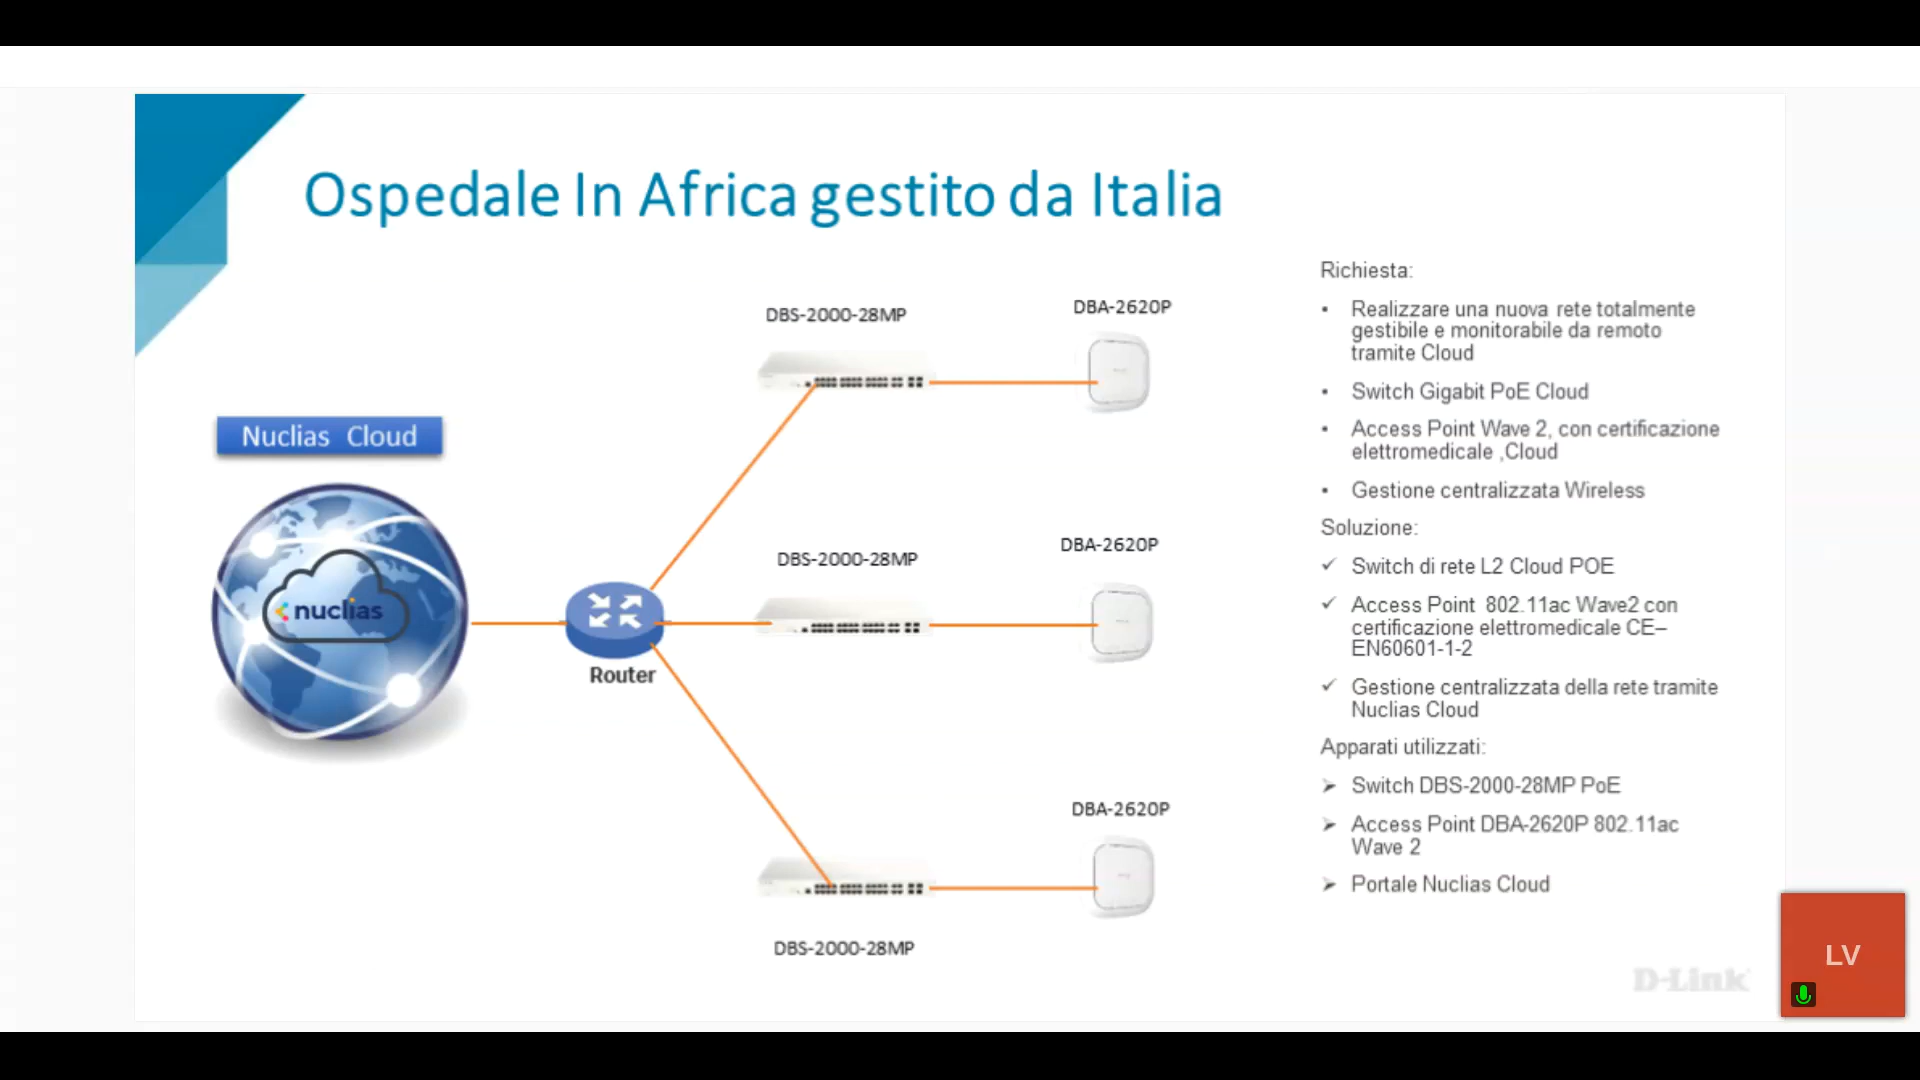 Ospedale In Africa gestito da Italia
Nuclias Cloud
nuclias
Router
DBS-2000-28MP
DBA-2620P
DBS-2000-28MP
DBA-2620P
DBA-2620P
DBS-2000-28MP
Richiesta:
• Realizzare una nuova rete totalmente
gestibile e monitorabile da remoto
tramite Cloud
• Switch Gigabit PoE Cloud
• Access Point Wave 2, con certificazione
elettromedicale ,Cloud
• Gestione centralizzata Wireless
Soluzione:
✓ Switch di rete L2 Cloud POE
✓ Access Point 802.11ac Wave2 con
certificazione elettromedicale CE–
EN60601-1-2
✓ Gestione centralizzata della rete tramite
Nuclias Cloud
Apparati utilizzati:
➢ Switch DBS-2000-28MP PoE
➢ Access Point DBA-2620P 802.11ac
Wave 2
➢ Portale Nuclias Cloud
D-Link
LV